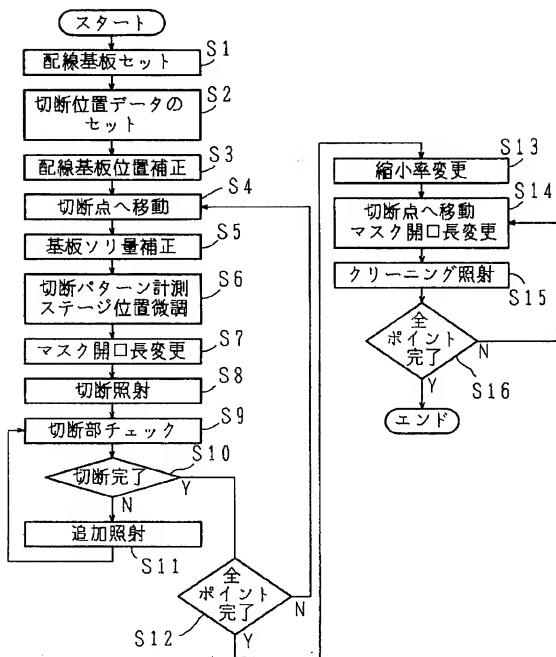 スタート
S1
配線基板セット
S2
切断位置データの
セット
S3
配線基板位置補正
S4
切断点へ移動
S5
基板ソリ量補正
S6
切断パターン計測
ステージ位置微調
S7
マスク開口長変更
S8
切断照射
S9
切断部チェック
S10
切断完了
Y
N
追加照射
S11
全
ポイント
完了
N
S12
Y
S13
縮小率変更
S14
切断点へ移動
マスク開口長変更
クリーニング照射
S15
全
ポイント
完了
N
S16
Y
エンド